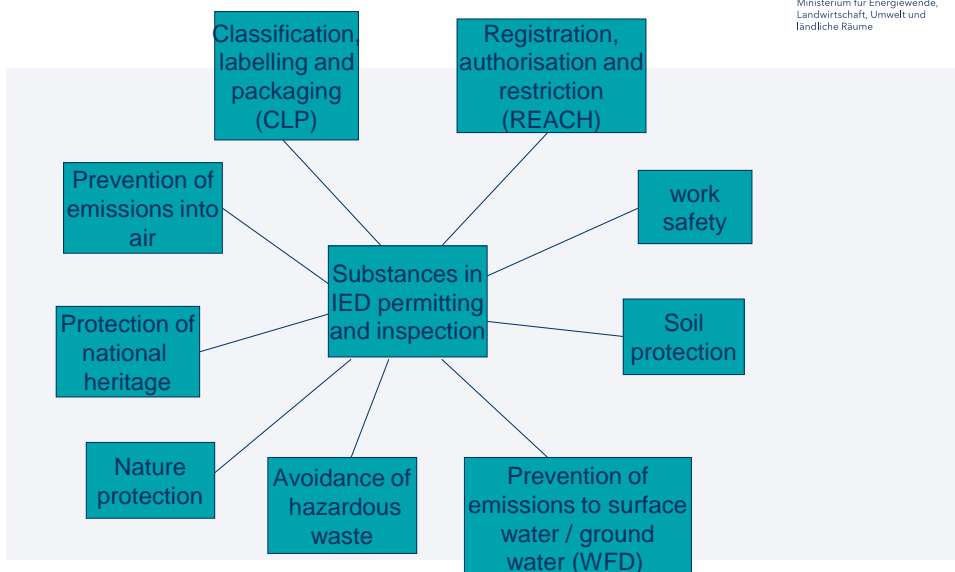 Ministerium für Energiewende,
Landwirtschaft, Umwelt und
ländliche Räume
Classification,
labelling and
packaging
(CLP)
Registration,
authorisation and
restriction
(REACH)
Prevention of
emissions into
air
work
safety
Substances in
IED permitting
and inspection
Protection of
national
heritage
Soil
protection
Nature
protection
Avoidance of
hazardous
waste
Prevention of
emissions to surface
water / ground
water (WFD)